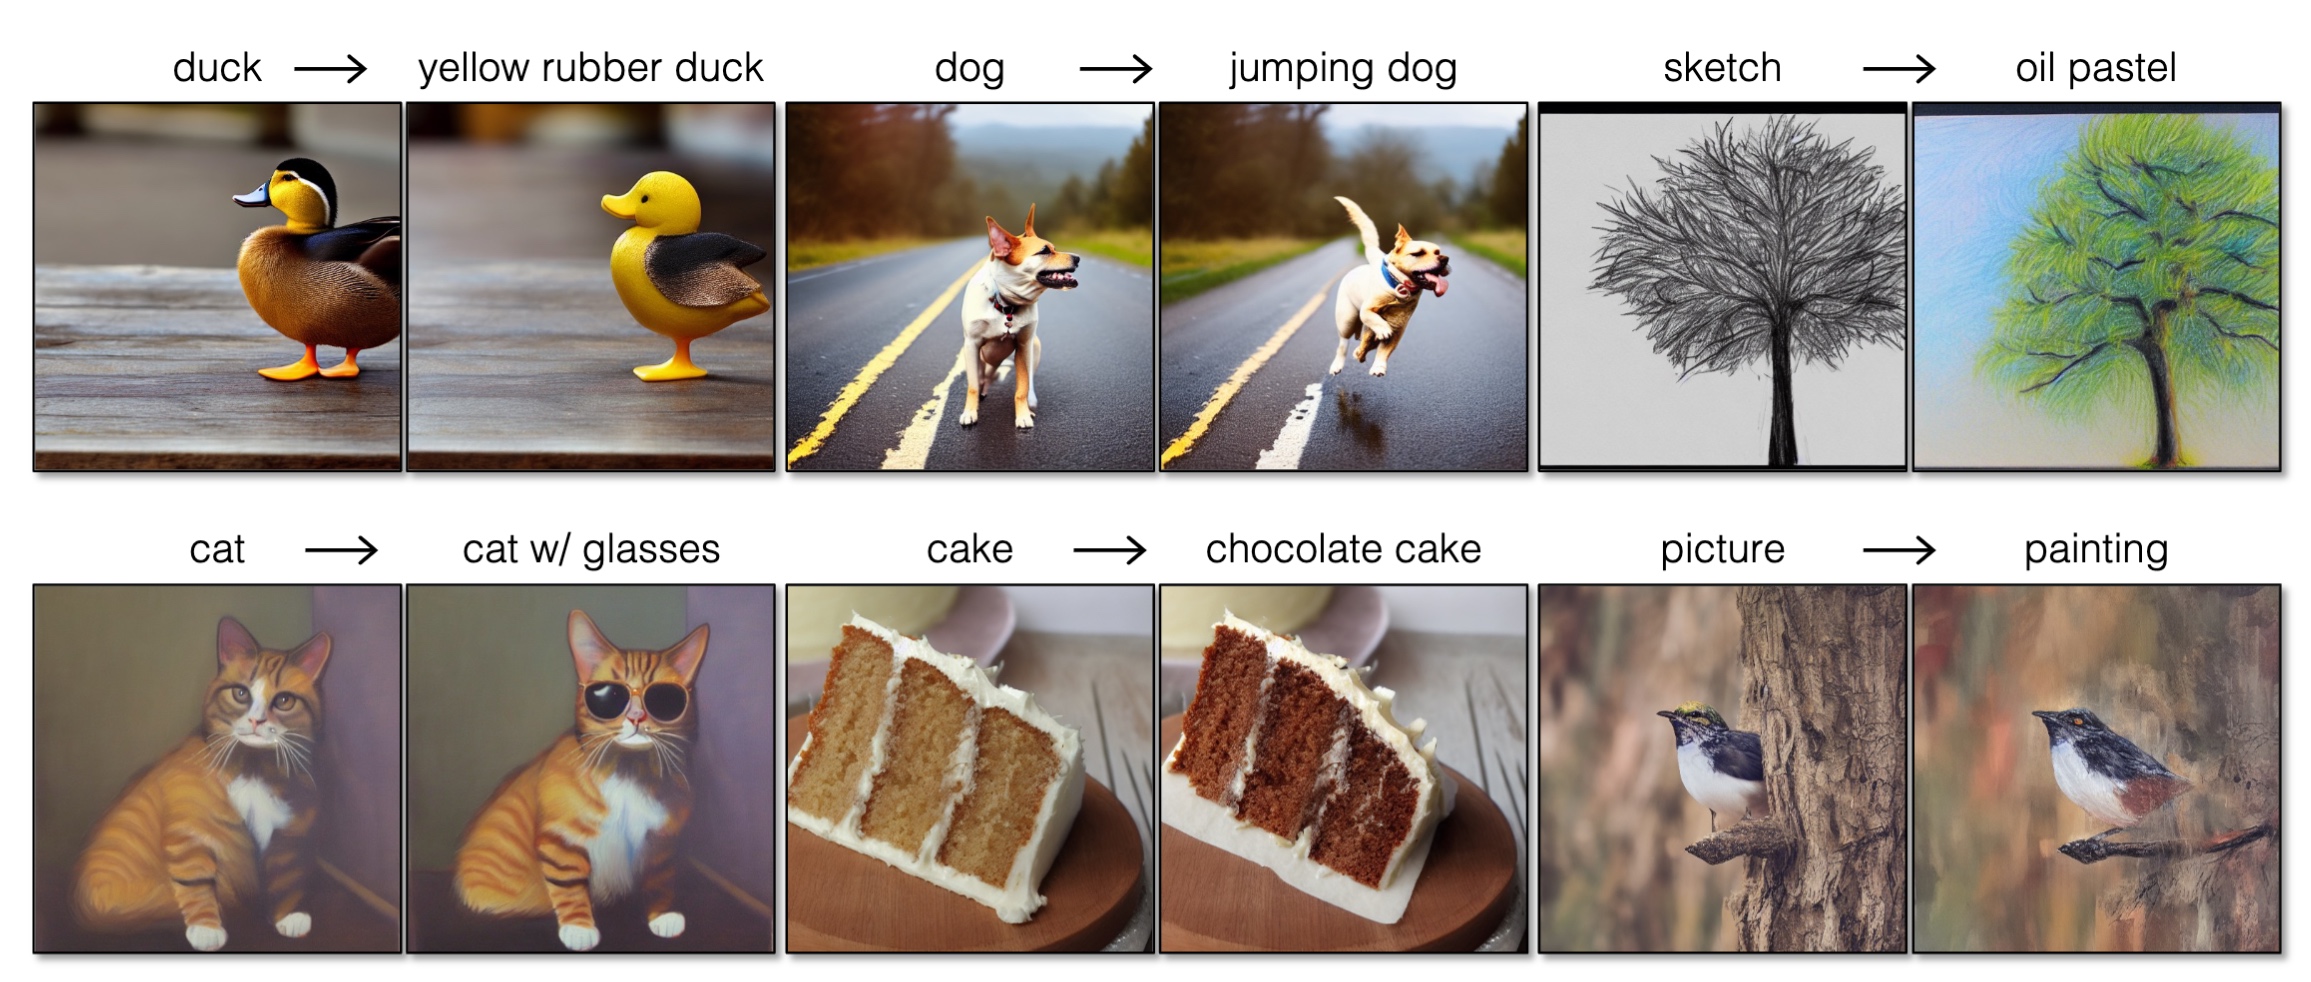 duck → yellow rubber duck
dog → jumping dog
sketch → oil pastel
cat → cat w/ glasses
cake → chocolate cake
picture → painting